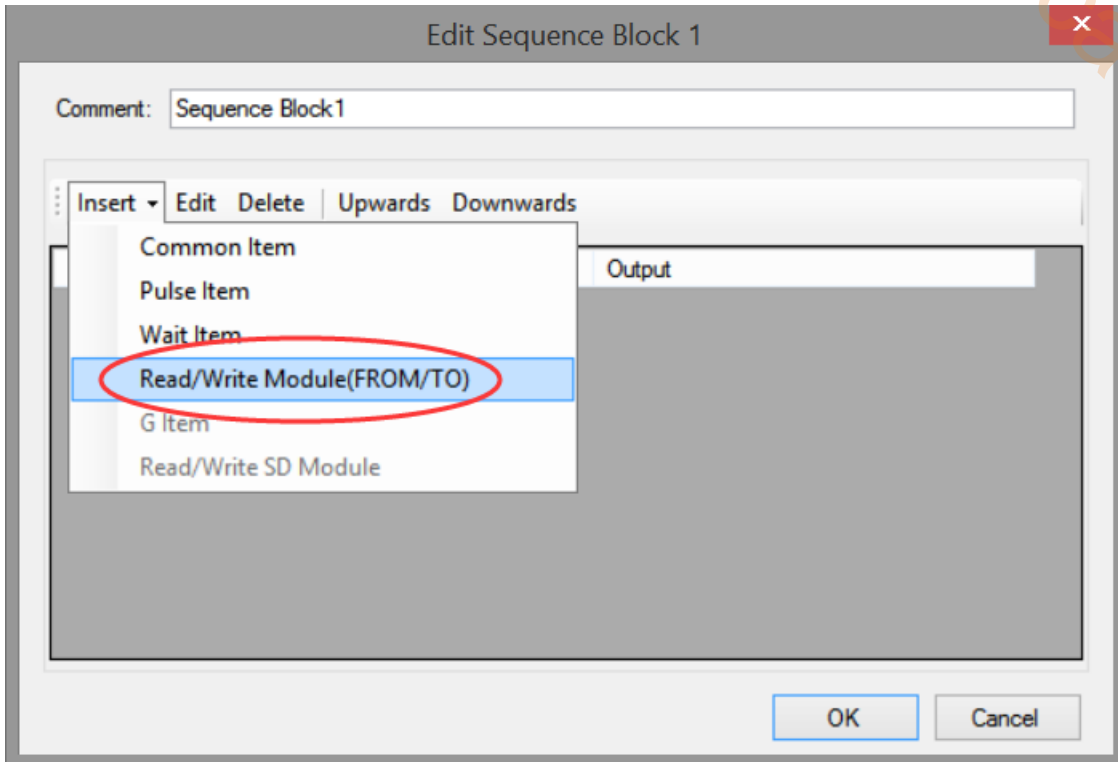 Edit Sequence Block 1
Comment: Sequence Block1
Insert Edit Delete Upwards Downwards
Common Item
Output
Pulse Item
Wait Item
Read/Write Module(FROM/TO)
G Item
Read/Write SD Module
OK Cancel